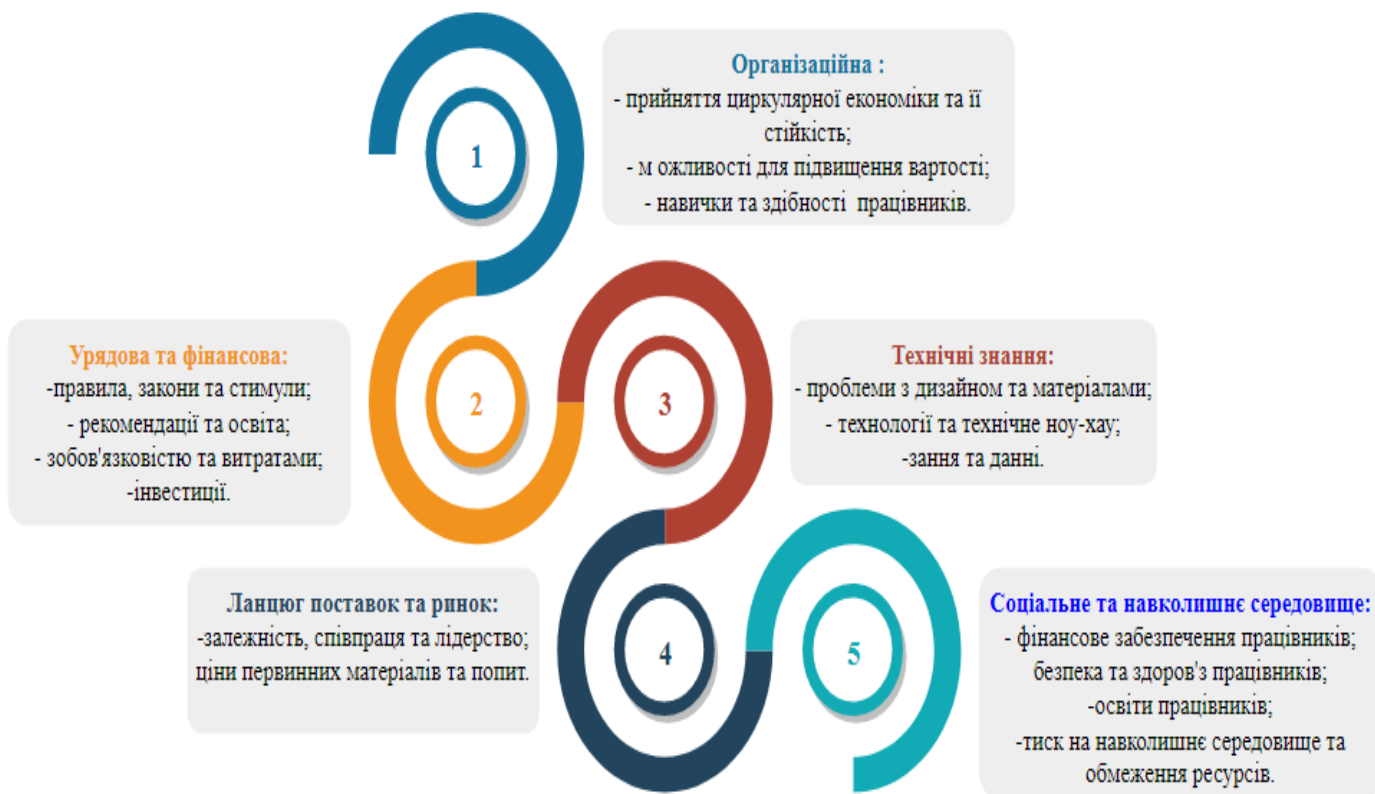 1
Організаційна :
- прийняття циркулярної економіки та її
стійкість;
- м ожливості для підвищення вартості;
- навички та здібності  працівників.
Урядова та фінансова:
-правила, закони та стимули;
- рекомендації та освіта;
- зобов'язковістю та витратами;
-інвестиції.
2
3
Технічні знання:
- проблеми з дизайном та матеріалами;
- технології та технічне ноу-хау;
-зання та данні.
Ланцюг поставок та ринок:
-залежність, співпраця та лідерство;
ціни первинних матеріалів та попит.
4
5
Соціальне та навколишнє середовище:
- фінансове забезпечення працівників;
безпека та здоров'з працівників;
-освіти працівників;
-тиск на навколишнє середовище та
обмеження ресурсів.